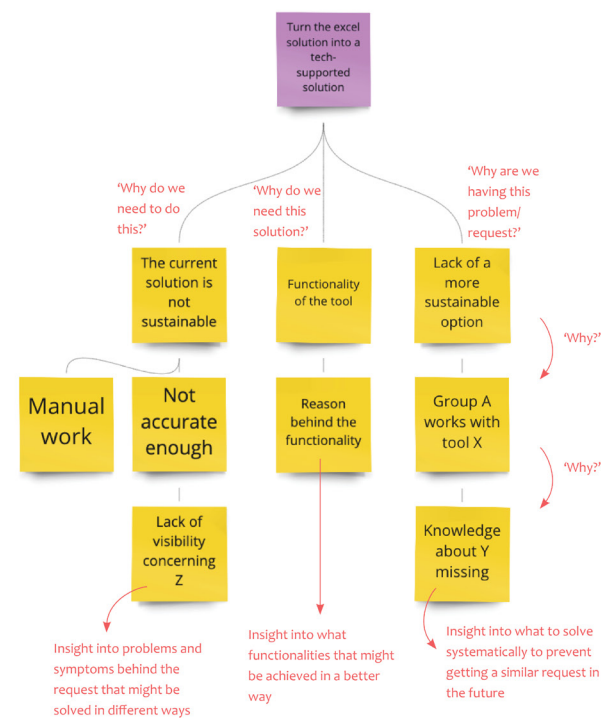 Turn the excel
solution into a
tech-
supported
solution
'Why do we
need to do
this?'
'Why do we
need this
solution?'
'Why are we
having this
problem/
request?'
The current
solution is
not
sustainable
Functionality
of the tool
Lack of a
more
sustainable
option
'Why?'
Manual
work
Not
accurate
enough
Reason
behind the
functionality
Group A
works with
tool X
'Why?'
Lack of
visibility
concerning
Z
Knowledge
about Y
missing
Insight into problems and
symptoms behind the
request that might be
solved in different ways
Insight into what
functionalities that might
be achieved in a better
way
Insight into what to solve
systematically to prevent
getting a similar request in
the future